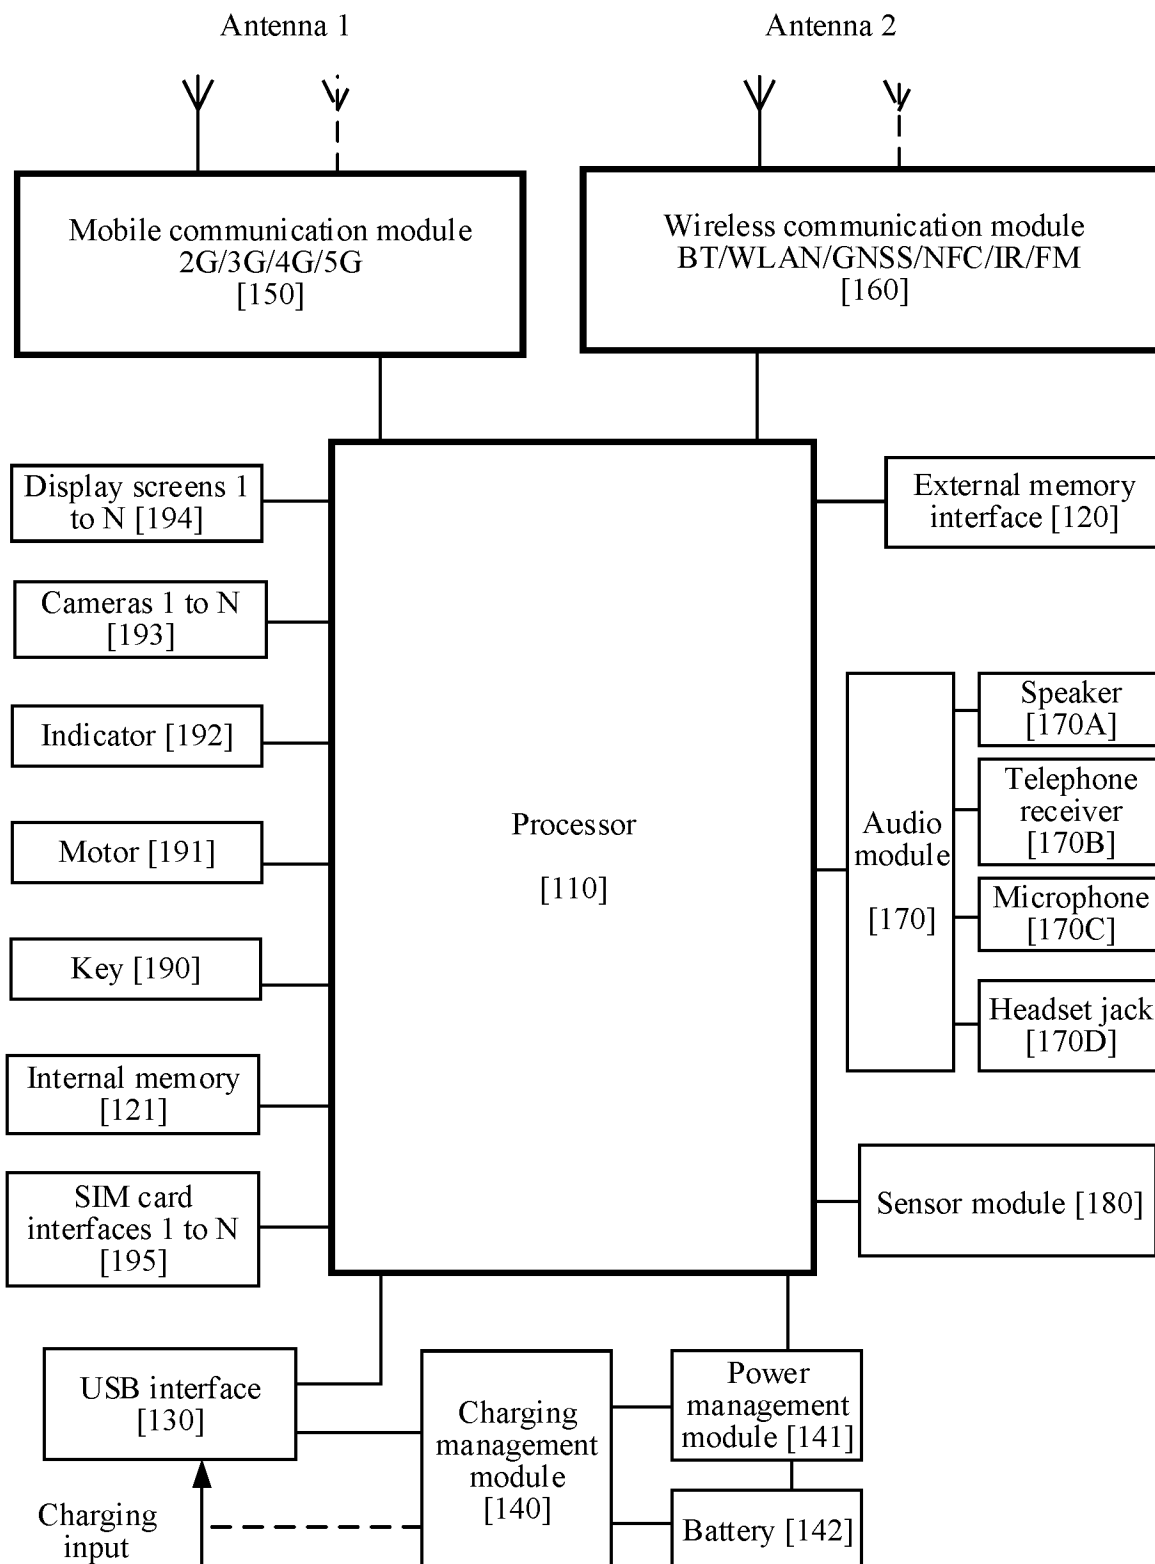 Antenna 1
Antenna 2
Mobile communication module
2G/3G/4G/5G
[150]
Wireless communication module
BT/WLAN/GNSS/NFC/IR/FM
[160]
Display screens 1
to N [194]
Cameras 1 to N
[193]
Indicator [192]
Motor [191]
Key [190]
Internal memory
[121]
SIM card
interfaces 1 to N
[195]
Processor
[110]
External memory
interface [120]
Audio
module
[170]
Speaker
[170A]
Telephone
receiver
[170B]
Microphone
[170C]
Headset jack
[170D]
Sensor module [180]
USB interface
[130]
Charging
management
module
[140]
Power
management
module [141]
Battery [142]
Charging
input